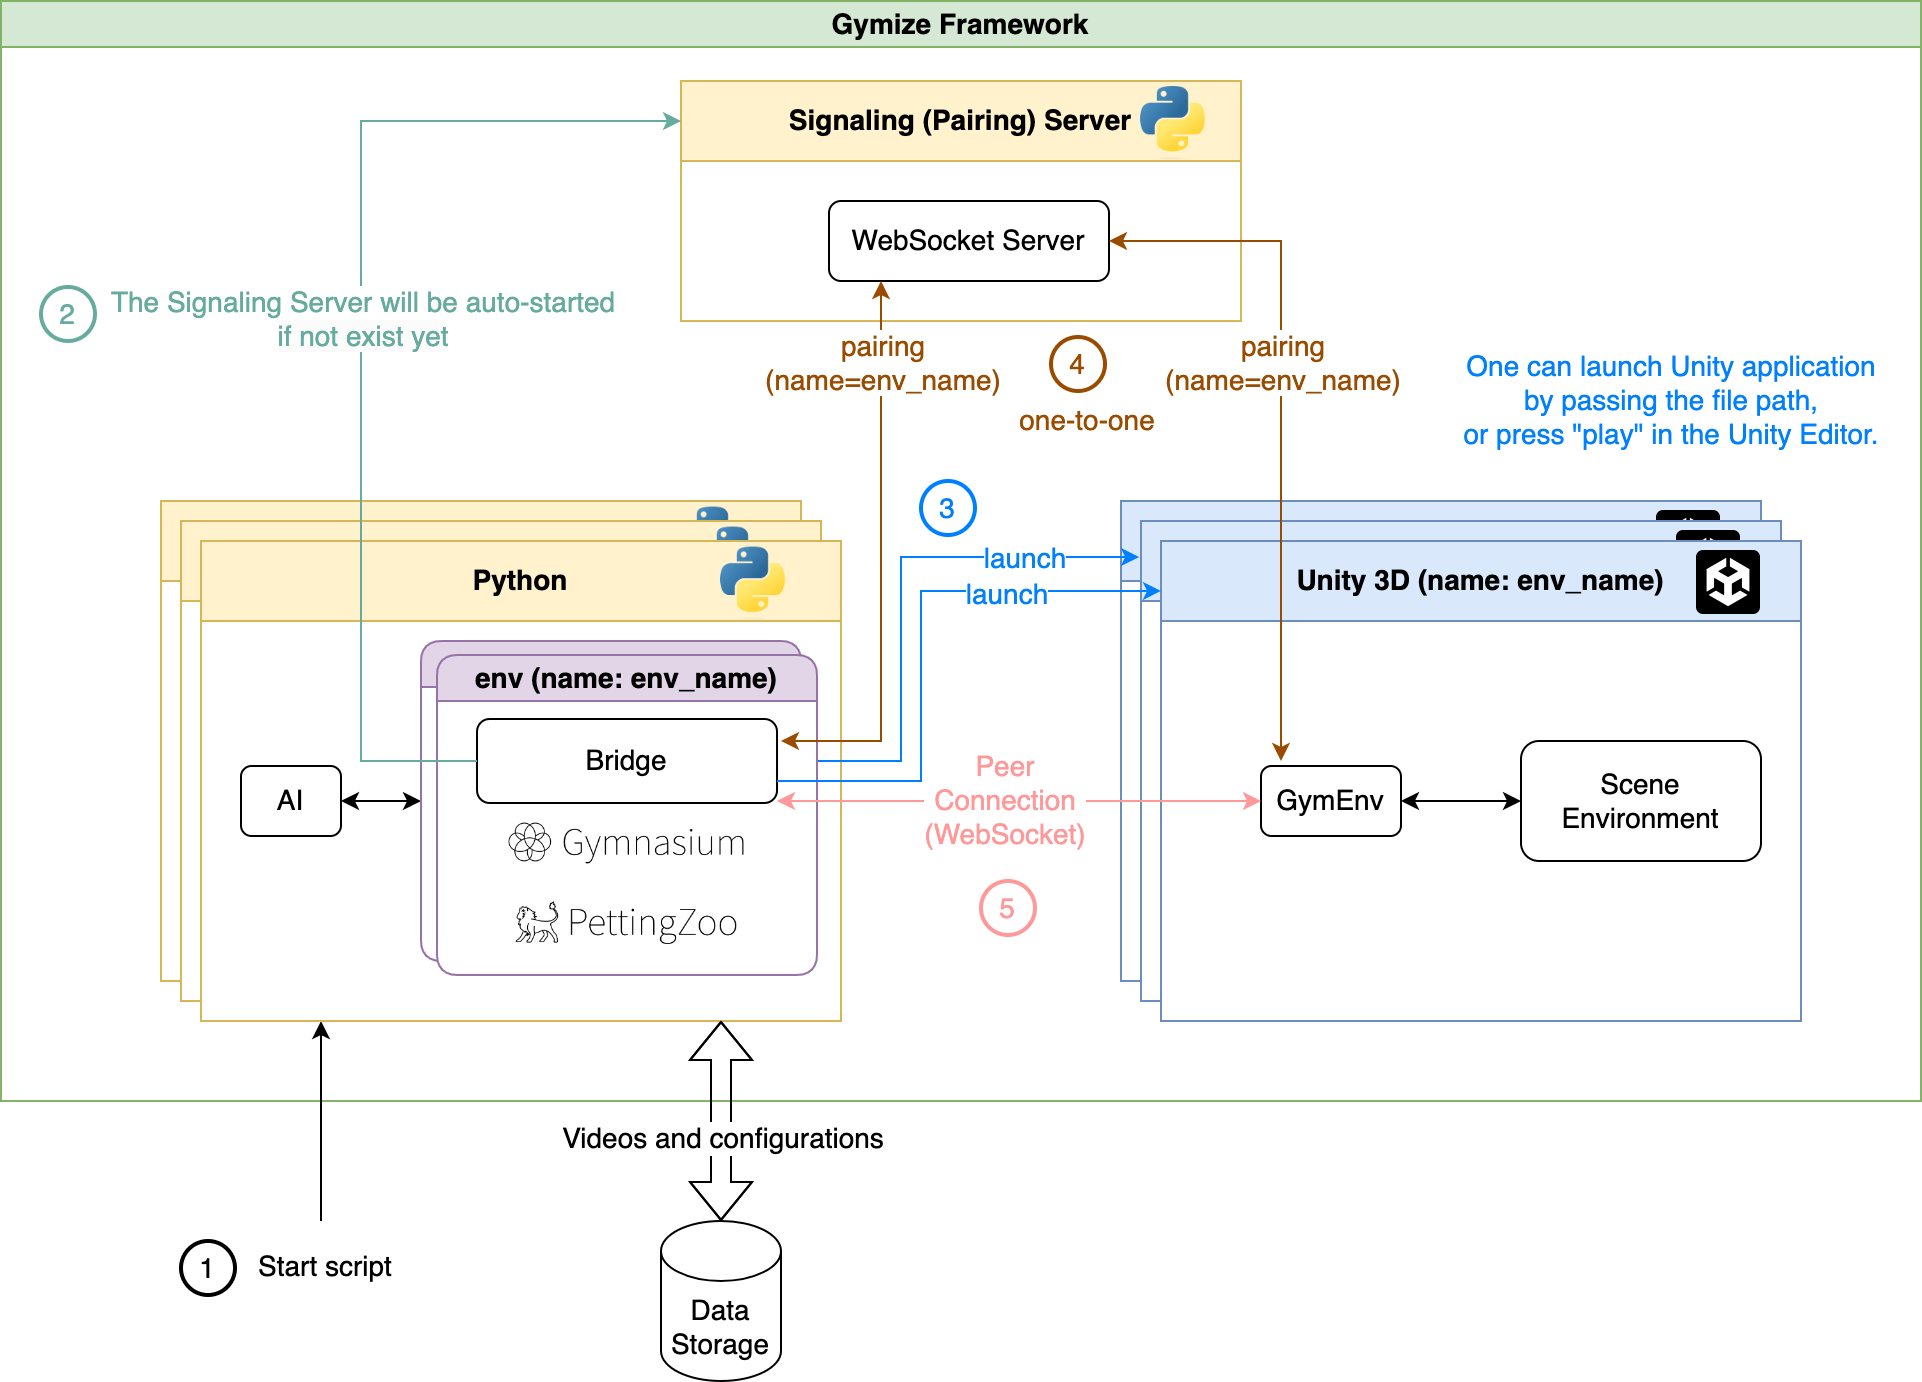 Gymize Framework
Signaling (Pairing) Server
WebSocket Server
2
The Signaling Server will be auto-started
if not exist yet
pairing
(name=env_name)
4
one-to-one
pairing
(name=env_name)
One can launch Unity application
by passing the file path,
or press "play" in the Unity Editor.
3
launch
launch
Python
env (name: env_name)
Bridge
AI
Gymnasium
PettingZoo
Peer
Connection
(WebSocket)
5
Unity 3D (name: env_name)
GymEnv
Scene
Environment
Videos and configurations
1
Start script
Data
Storage